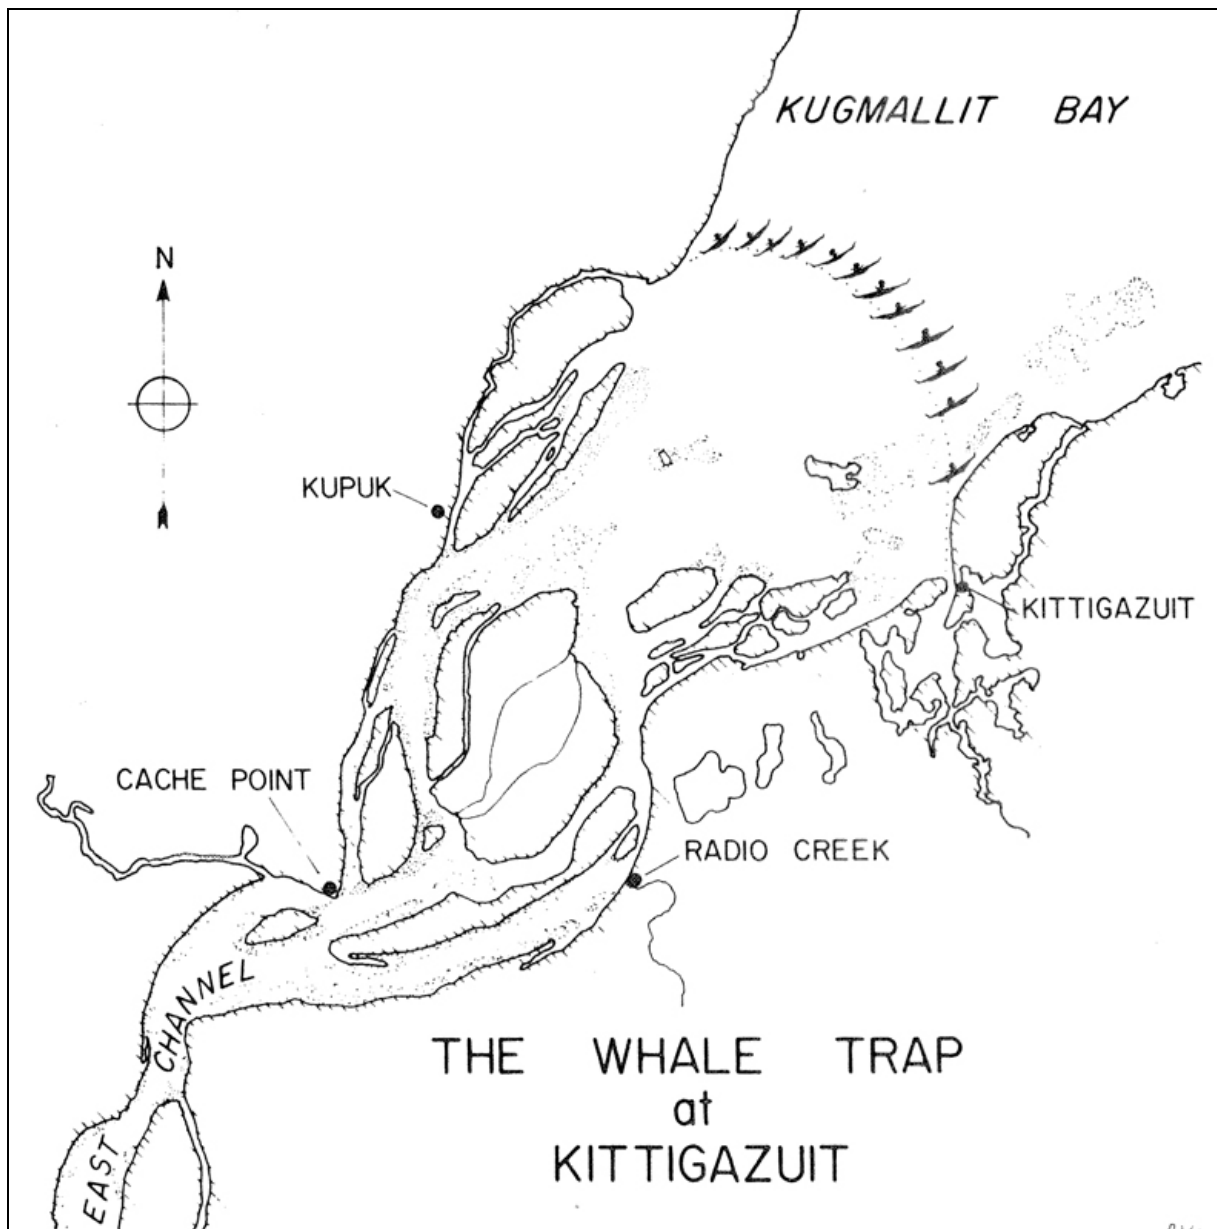 KUGMALLIT BAY
N
KUPUK
KITTIGAZUIT
CACHE POINT
RADIO CREEK
EAST CHANNEL
THE WHALE TRAP
at
KITTIGAZUIT